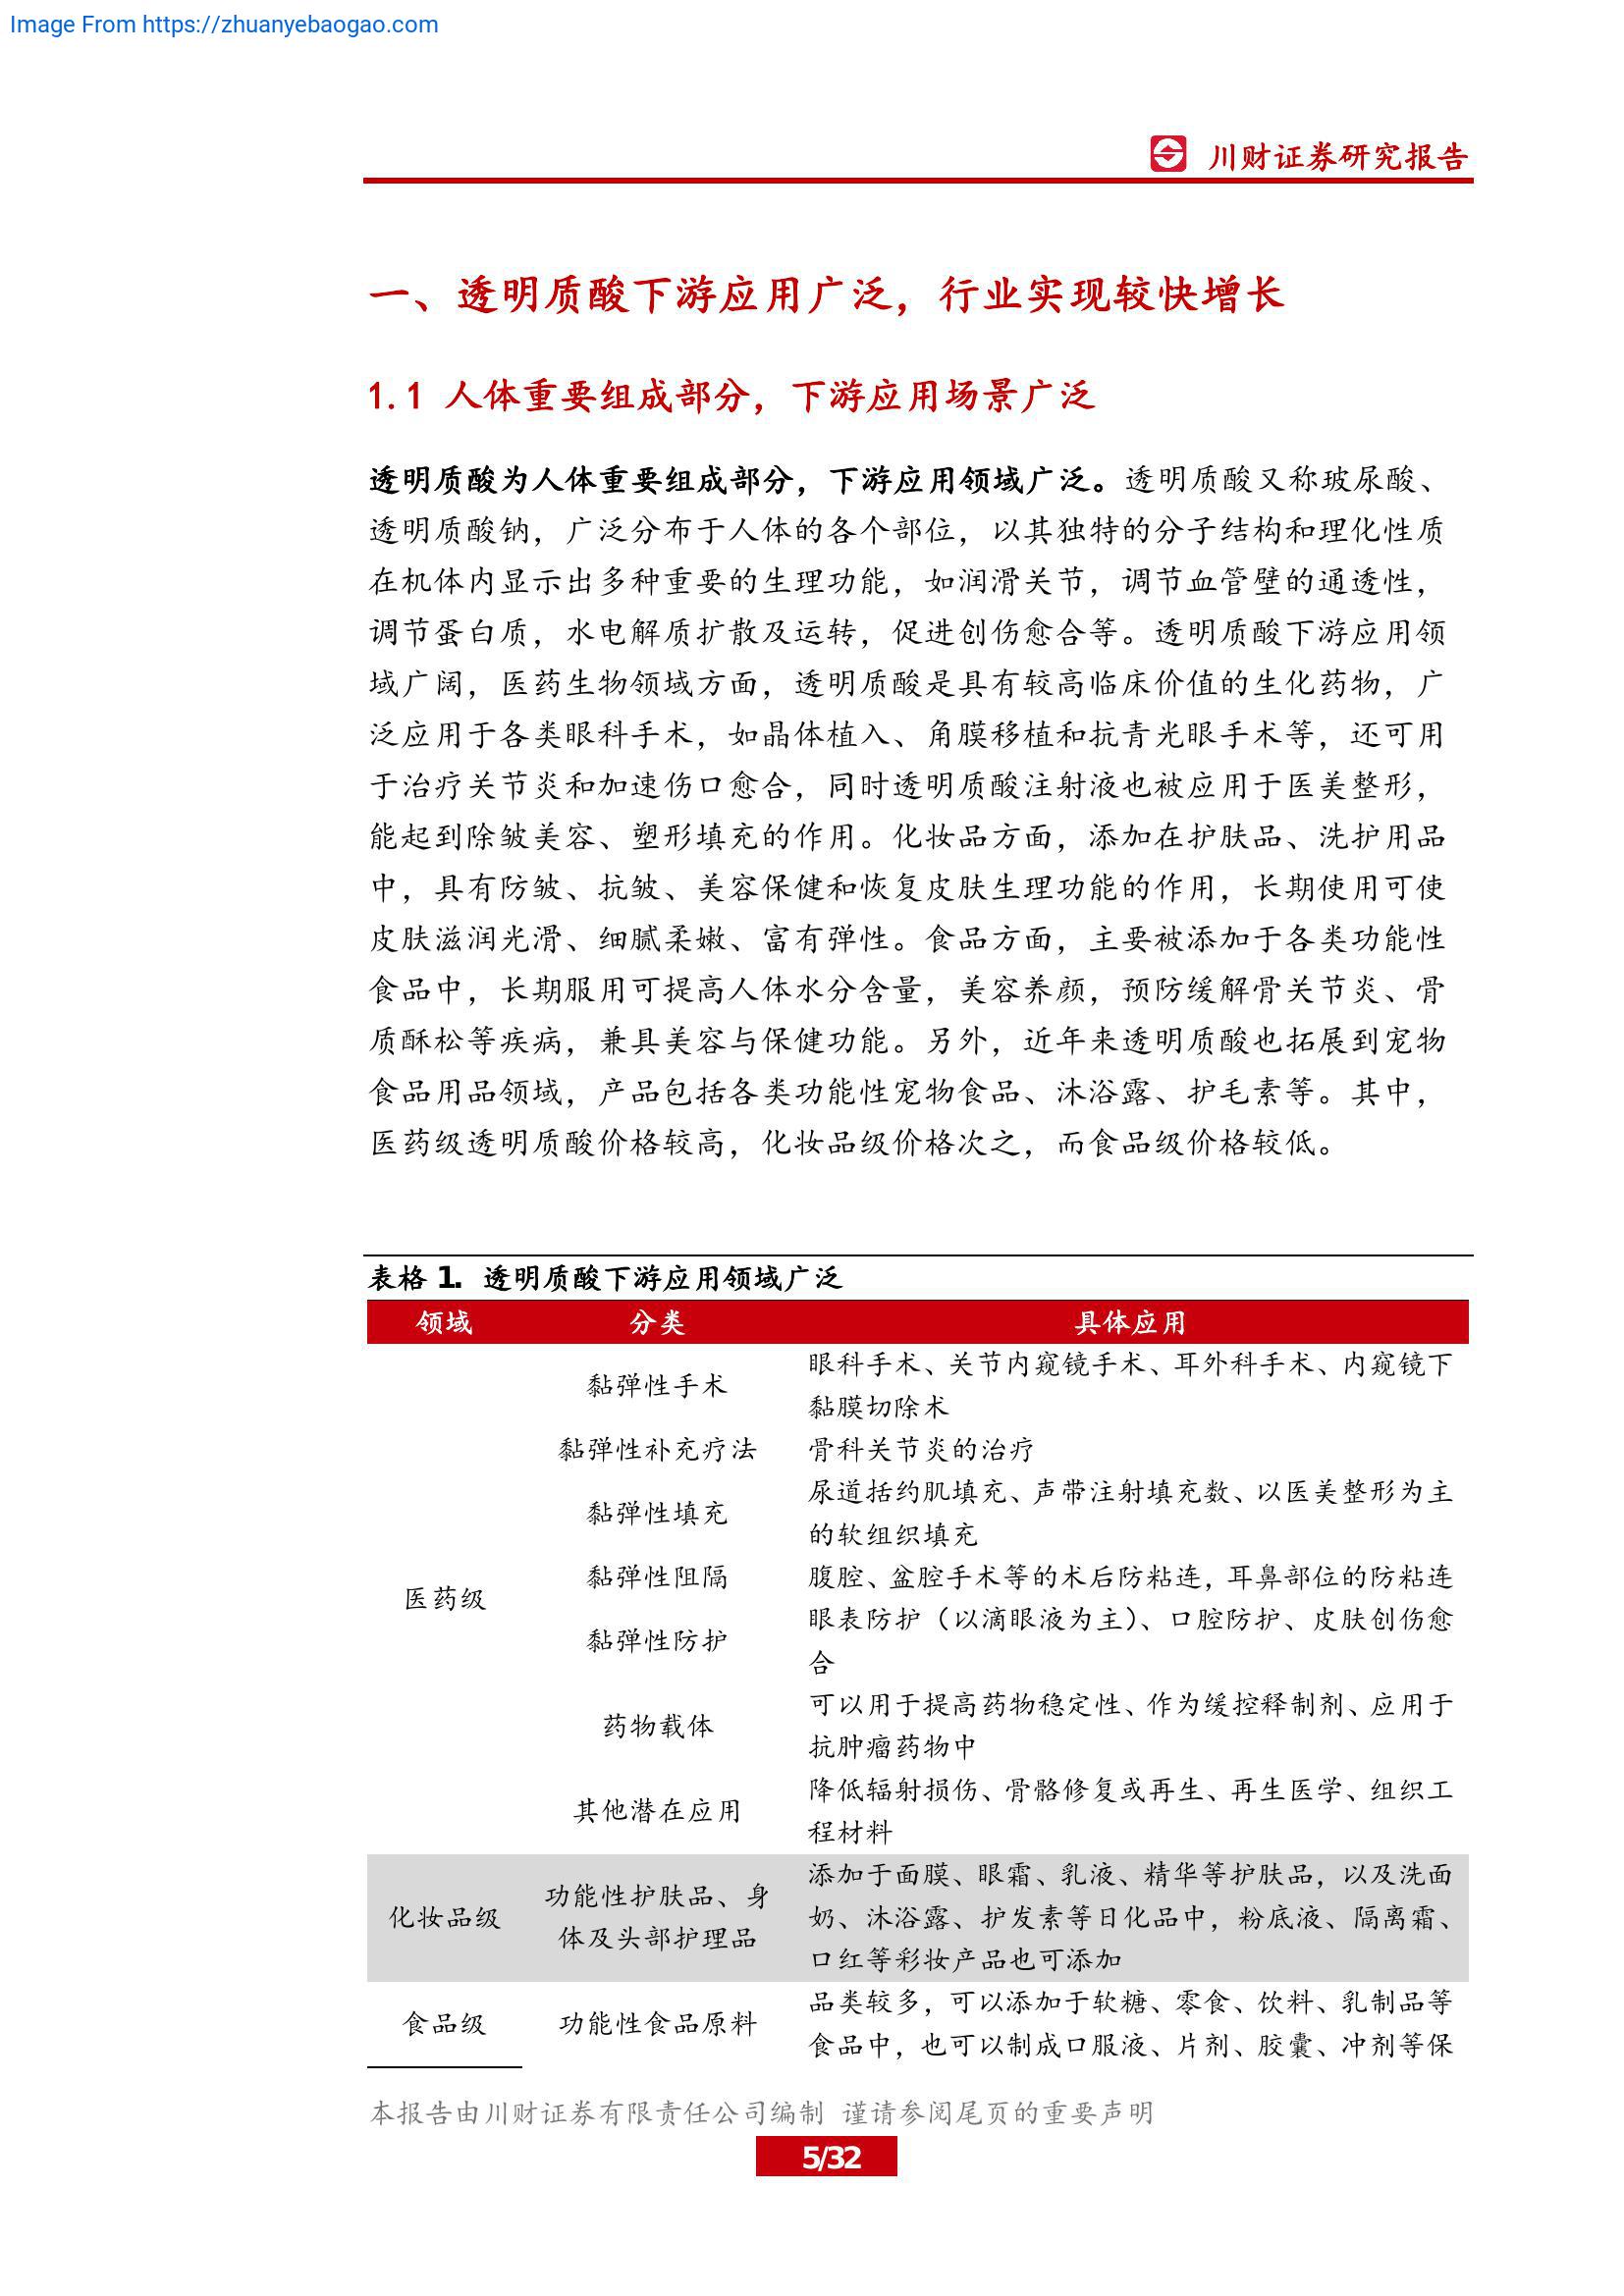 Image From https://zhuanyebaogao.com
川财证券研究报告
一、透明质酸下游应用广泛，行业实现较快增长
1.1 人体重要组成部分，下游应用场景广泛
透明质酸为人体重要组成部分，下游应用领域广泛。透明质酸又称玻尿酸、
透明质酸钠，广泛分布于人体的各个部位，以其独特的分子结构和理化性质
在机体内显示出多种重要的生理功能，如润滑关节，调节血管壁的通透性，
调节蛋白质，水电解质扩散及运转，促进创伤愈合等。透明质酸下游应用领
域广阔，医药生物领域方面，透明质酸是具有较高临床价值的生化药物，广
泛应用于各类眼科手术，如晶体植入、角膜移植和抗青光眼手术等，还可用
于治疗关节炎和加速伤口愈合，同时透明质酸注射液也被应用于医美整形，
能起到除皱美容、塑形填充的作用。化妆品方面，添加在护肤品、洗护用品
中，具有防皱、抗皱、美容保健和恢复皮肤生理功能的作用，长期使用可使
皮肤滋润光滑、细腻柔嫩、富有弹性。食品方面，主要被添加于各类功能性
食品中，长期服用可提高人体水分含量，美容养颜，预防缓解骨关节炎、骨
质酥松等疾病，兼具美容与保健功能。另外，近年来透明质酸也拓展到宠物
食品用品领域，产品包括各类功能性宠物食品、沐浴露、护毛素等。其中，
医药级透明质酸价格较高，化妆品级价格次之，而食品级价格较低。
表格 1. 透明质酸下游应用领域广泛
领域 分类 具体应用
医药级
黏弹性手术
眼科手术、关节内窥镜手术、耳外科手术、内窥镜下
黏膜切除术
黏弹性补充疗法 骨科关节炎的治疗
黏弹性填充
尿道括约肌填充、声带注射填充数、以医美整形为主
的软组织填充
黏弹性阻隔 腹腔、盆腔手术等的术后防粘连，耳鼻部位的防粘连
黏弹性防护
眼表防护（以滴眼液为主）、口腔防护、皮肤创伤愈
合
药物载体
可以用于提高药物稳定性、作为缓控释制剂、应用于
抗肿瘤药物中
其他潜在应用
降低辐射损伤、骨骼修复或再生、再生医学、组织工
程材料
化妆品级
功能性护肤品、身
体及头部护理品
添加于面膜、眼霜、乳液、精华等护肤品，以及洗面
奶、沐浴露、护发素等日化品中，粉底液、隔离霜、
口红等彩妆产品也可添加
食品级
功能性食品原料
品类较多，可以添加于软糖、零食、饮料、乳制品等
食品中，也可以制成口服液、片剂、胶囊、冲剂等保
本报告由川财证券有限责任公司编制 谨请参阅尾页的重要声明
5/32